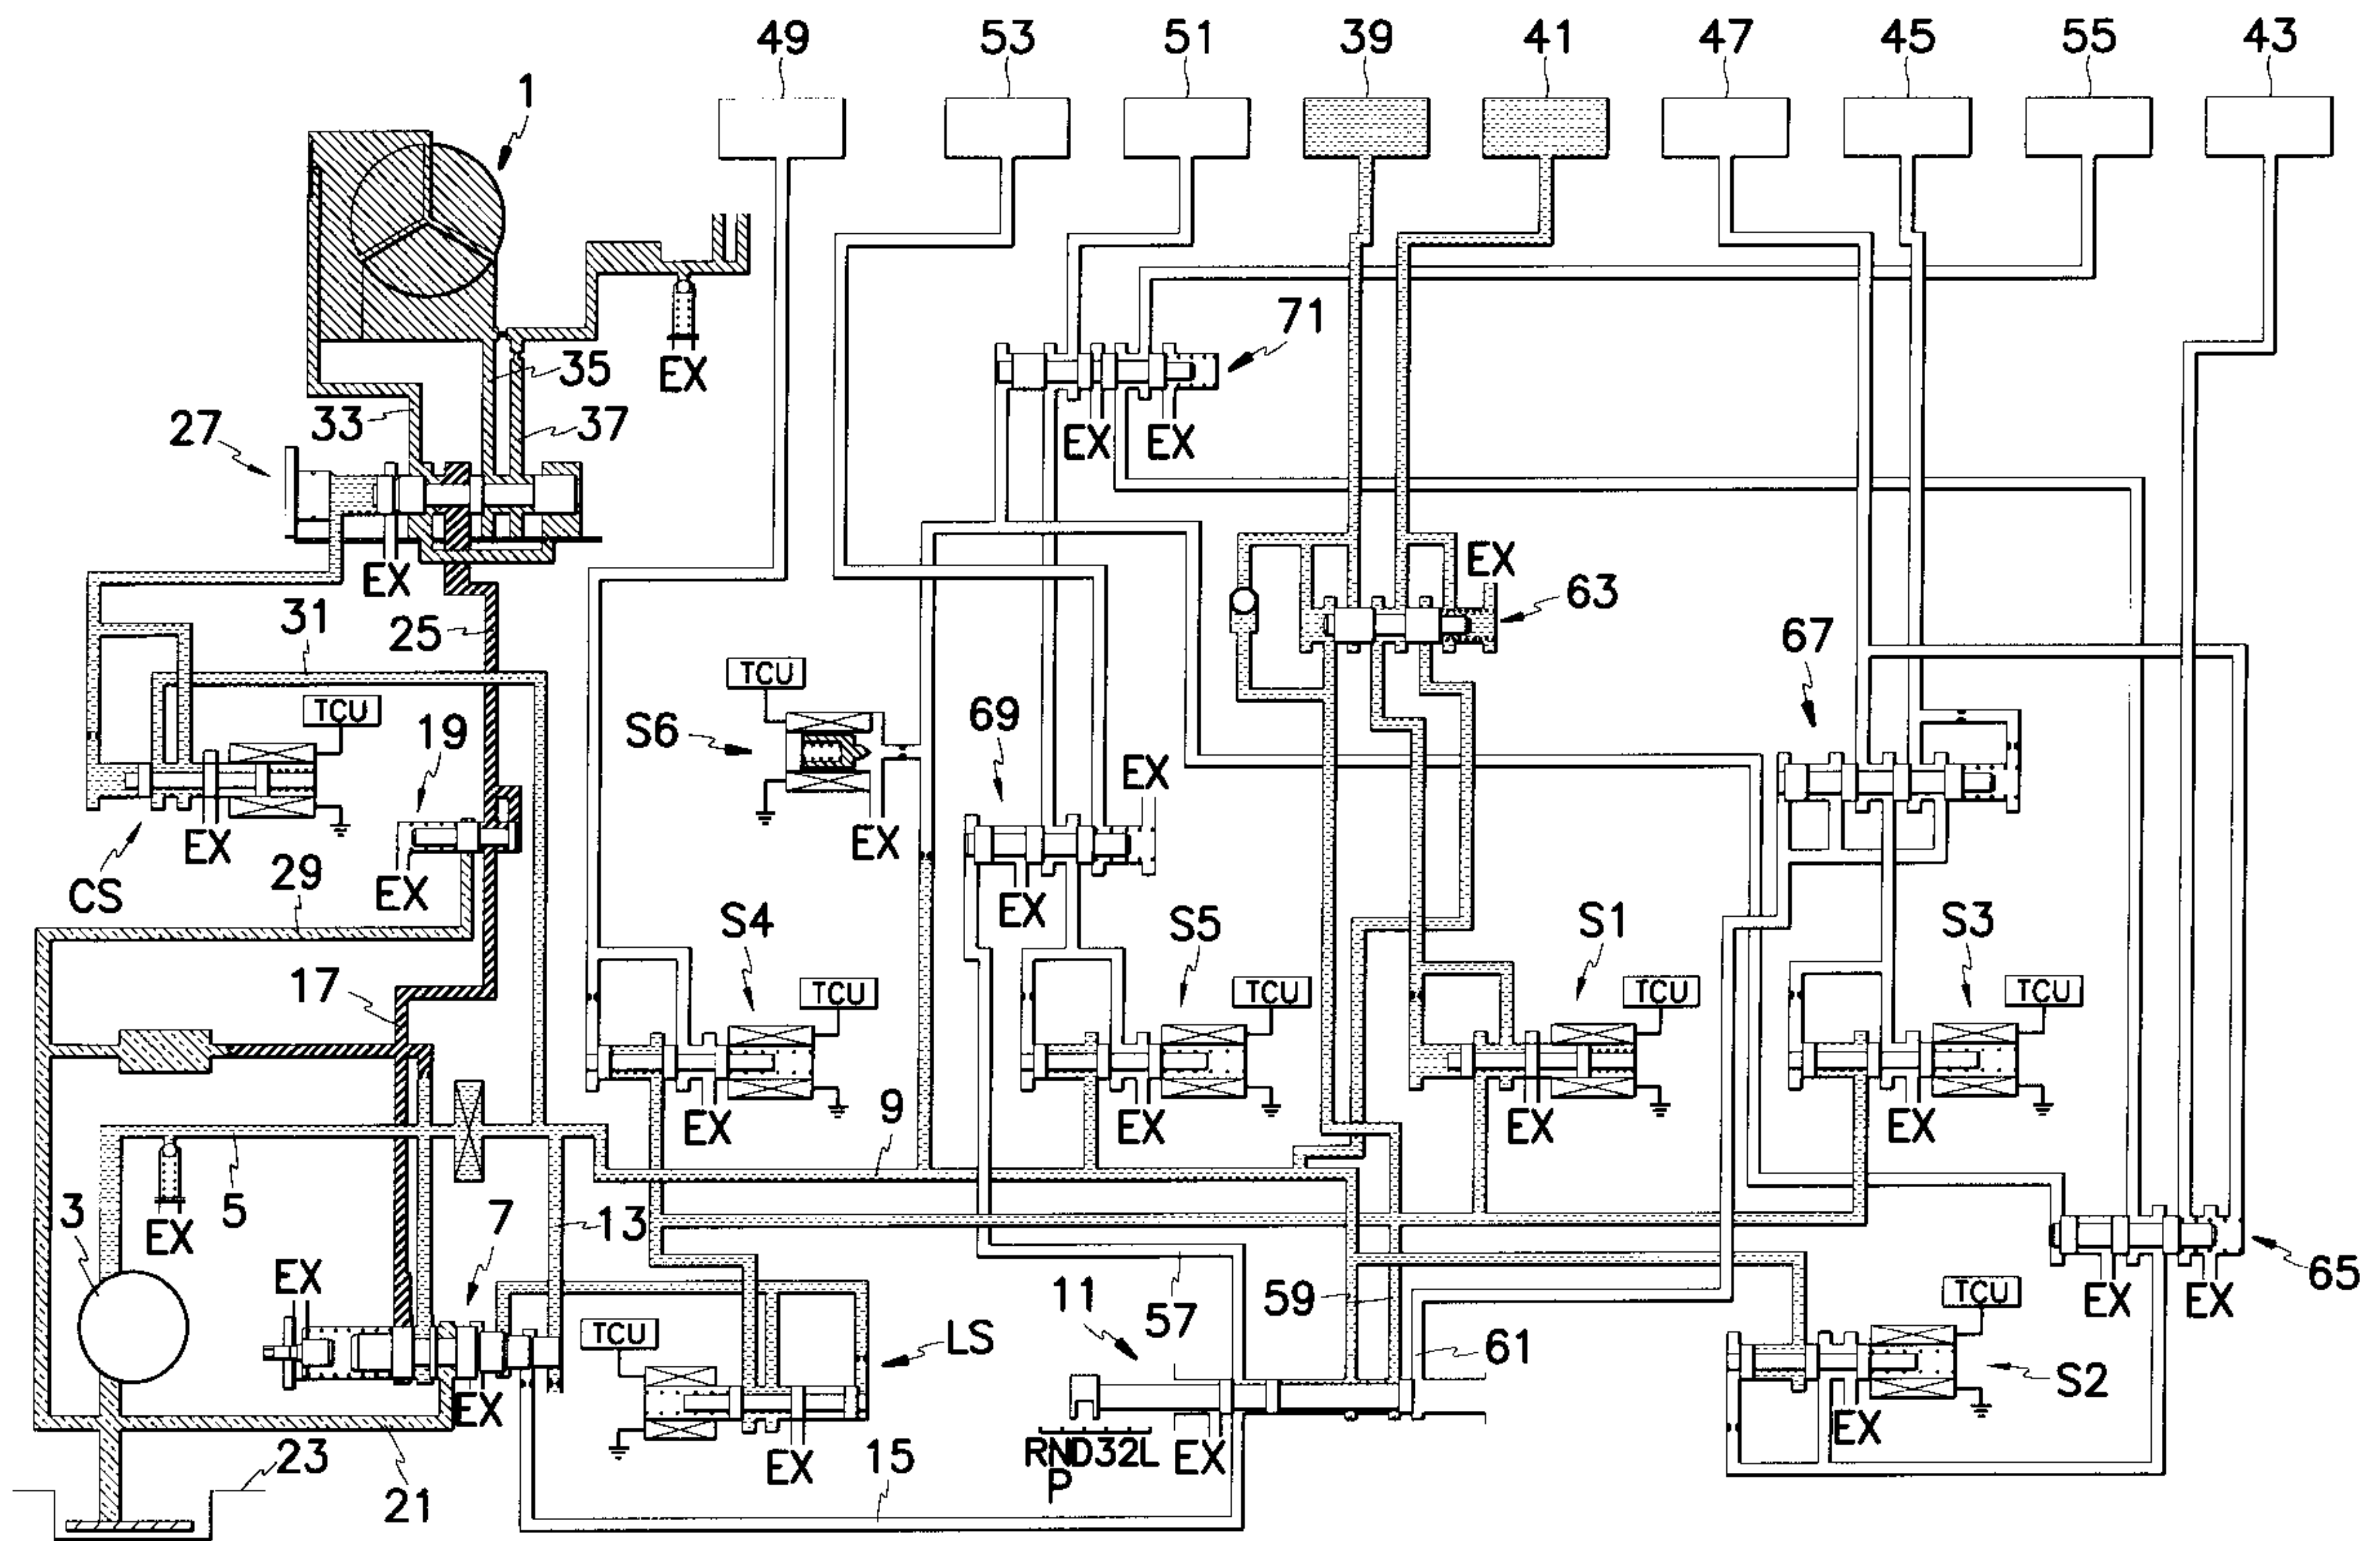 49 53 51 39 41 47 45 55 43
1
71
EX
35
33 37
27
EX EX
EX
63
EX
31 25
67
TCU
TCU
S6
69
19
EX
EX
EX
CS
EX
29
EX
S4 S5 S1 S3
17
TCU TCU TCU TCU
9
EX EX EX EX
3 5
EX
7
13
EX
11
59
57
65
EX EX
TCU
TCU
LS
61
S2
EX
EX
RND32L
P
EX
EX
23
21
15